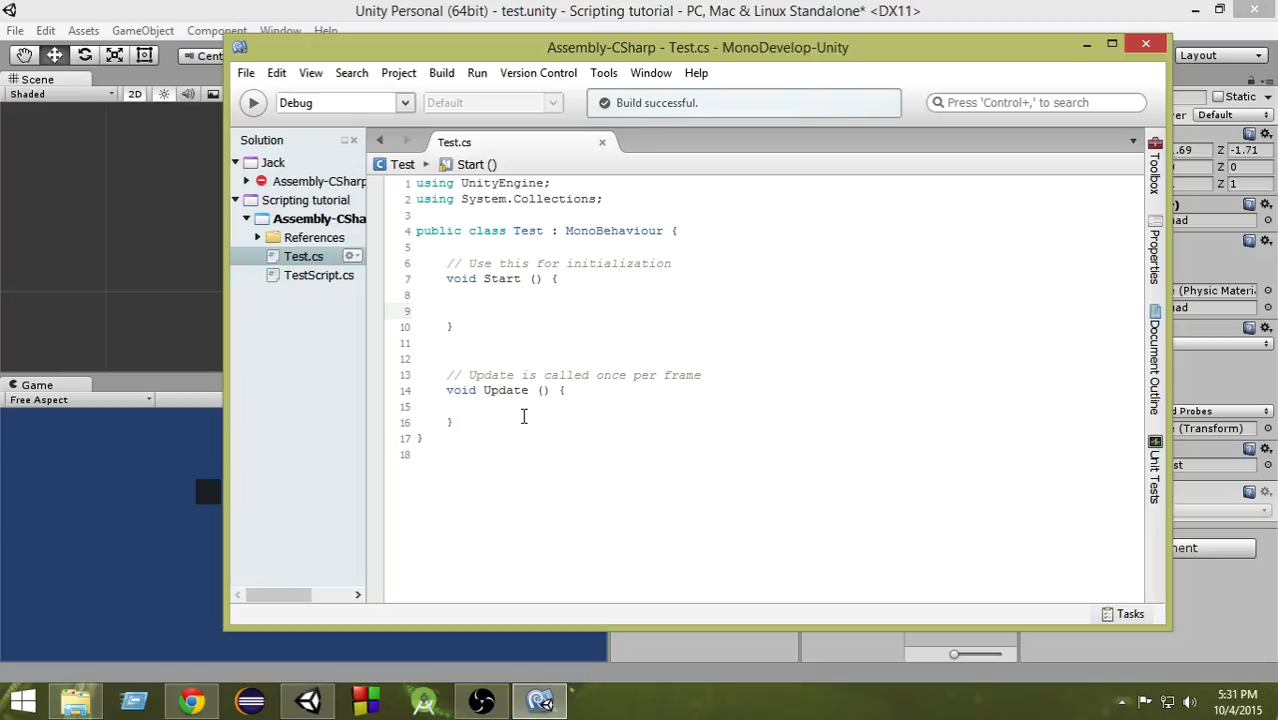 Unity Personal (64bit) - test.unity - Scripting tutorial - PC, Mac & Linux Standalone* <DX11>
File Edit Assets GameObject Component Window Help
Cent
Layout
Assembly-CSharp - Test.cs - MonoDevelop-Unity
File Edit View Search Project Build Run Version Control Tools Window Help
Debug
Default
Build successful.
Press 'Control+,' to search
Scene
Shaded
2D
Static
Default
Solution
Jack
Assembly-CSharp
Scripting tutorial
Assembly-CSha
References
Test.cs
TestScript.cs
Test.cs
Test
Start ()
1 using UnityEngine;
2 using System.Collections;
3
4 public class Test : MonoBehaviour {
5
6 // Use this for initialization
7 void Start () {
8
9
10 }
11
12
13 // Update is called once per frame
14 void Update () {
15
16 }
17 }
18
Toolbox
Properties
Document Outline
Unit Tests
Z -1.71
Z 0
Z 1
(Physic Materi
Probes
(Transform)
Game
Free Aspect
Tasks
5:31 PM
10/4/2015